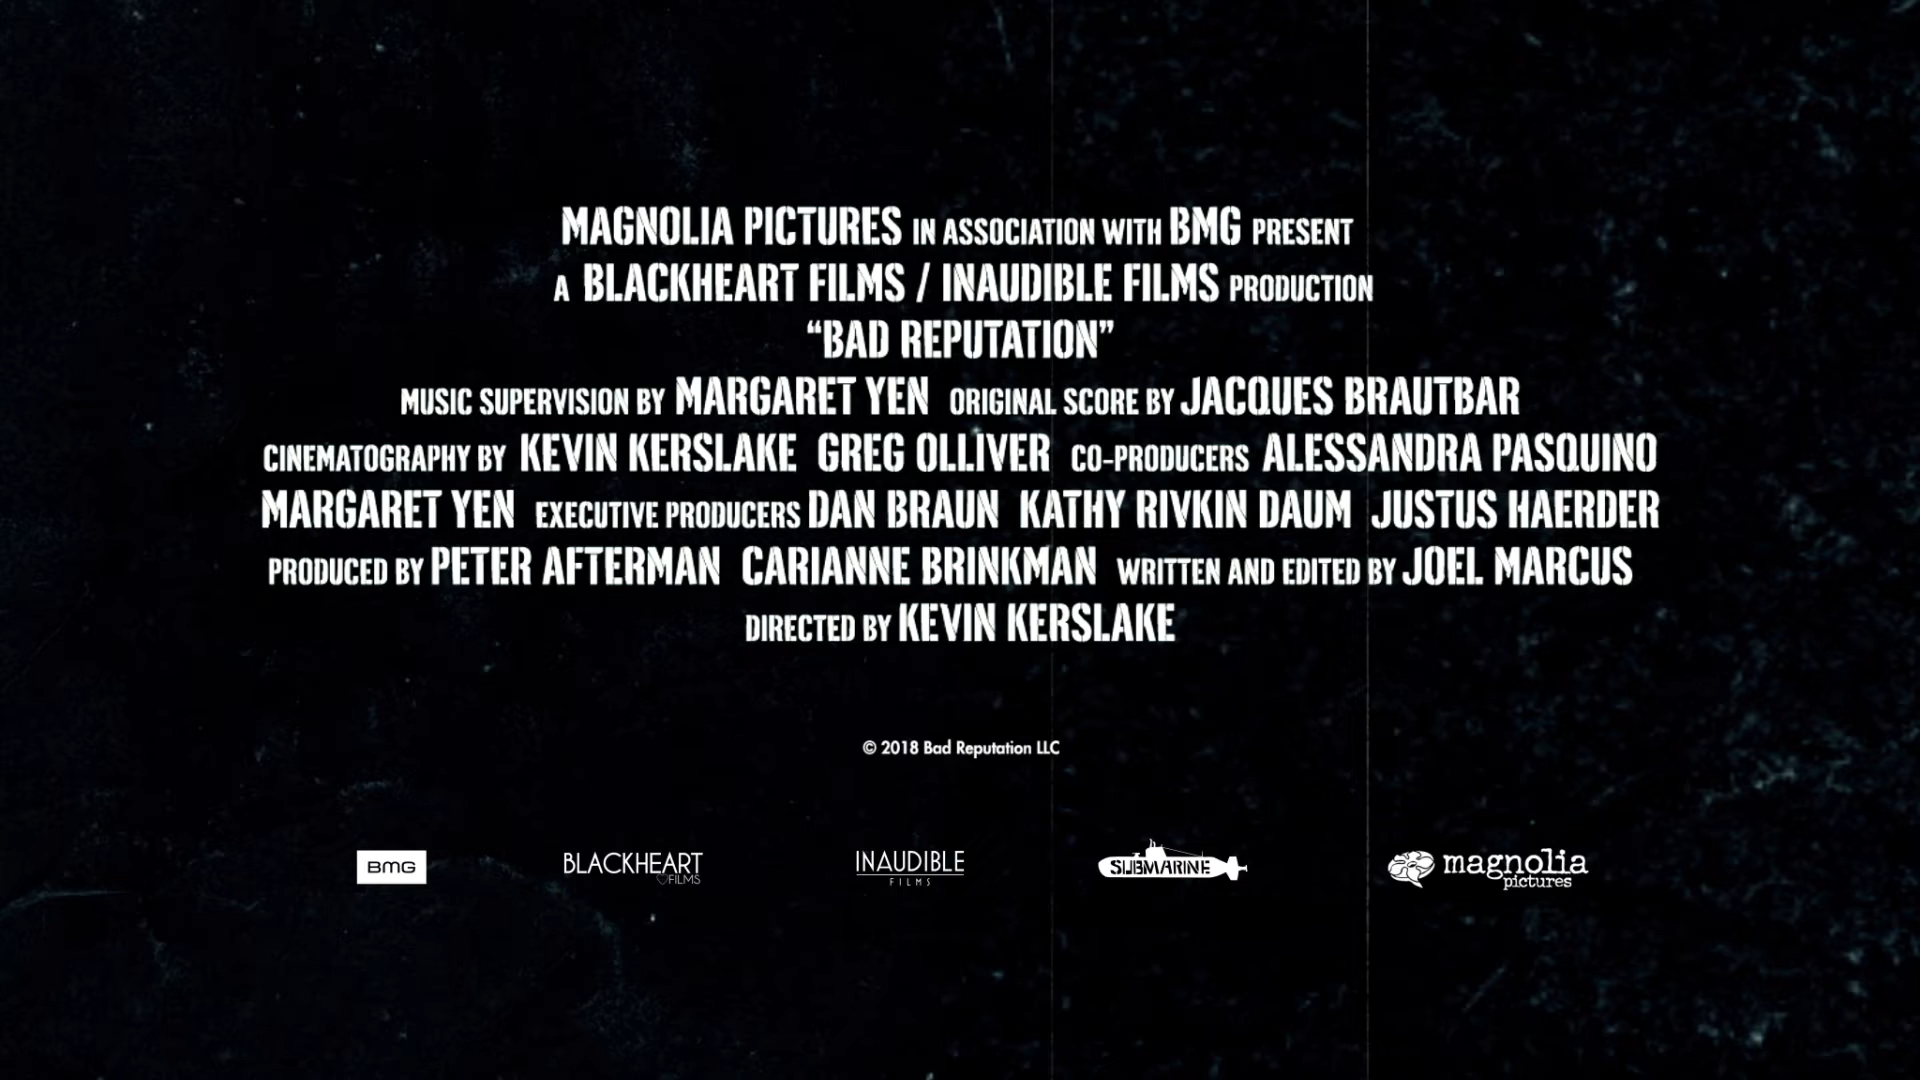 MAGNOLIA PICTURES IN ASSOCIATION WITH BMG PRESENT
A BLACKHEART FILMS / INAUDIBLE FILMS PRODUCTION
“BAD REPUTATION”
MUSIC SUPERVISION BY MARGARET YEN ORIGINAL SCORE BY JACQUES BRAUTBAR
CINEMATOGRAPHY BY KEVIN KERSLAKE GREG OLLIVER CO-PRODUCERS ALESSANDRA PASQUINO
MARGARET YEN EXECUTIVE PRODUCERS DAN BRAUN KATHY RIVKIN DAUM JUSTUS HAERDER
PRODUCED BY PETER AFTERMAN CARIANNE BRINKMAN WRITTEN AND EDITED BY JOEL MARCUS
DIRECTED BY KEVIN KERSLAKE
© 2018 Bad Reputation LLC
BMG
BLACKHEART
FILMS
INAUDIBLE
FILMS
SUBMARINE
magnolia
pictures